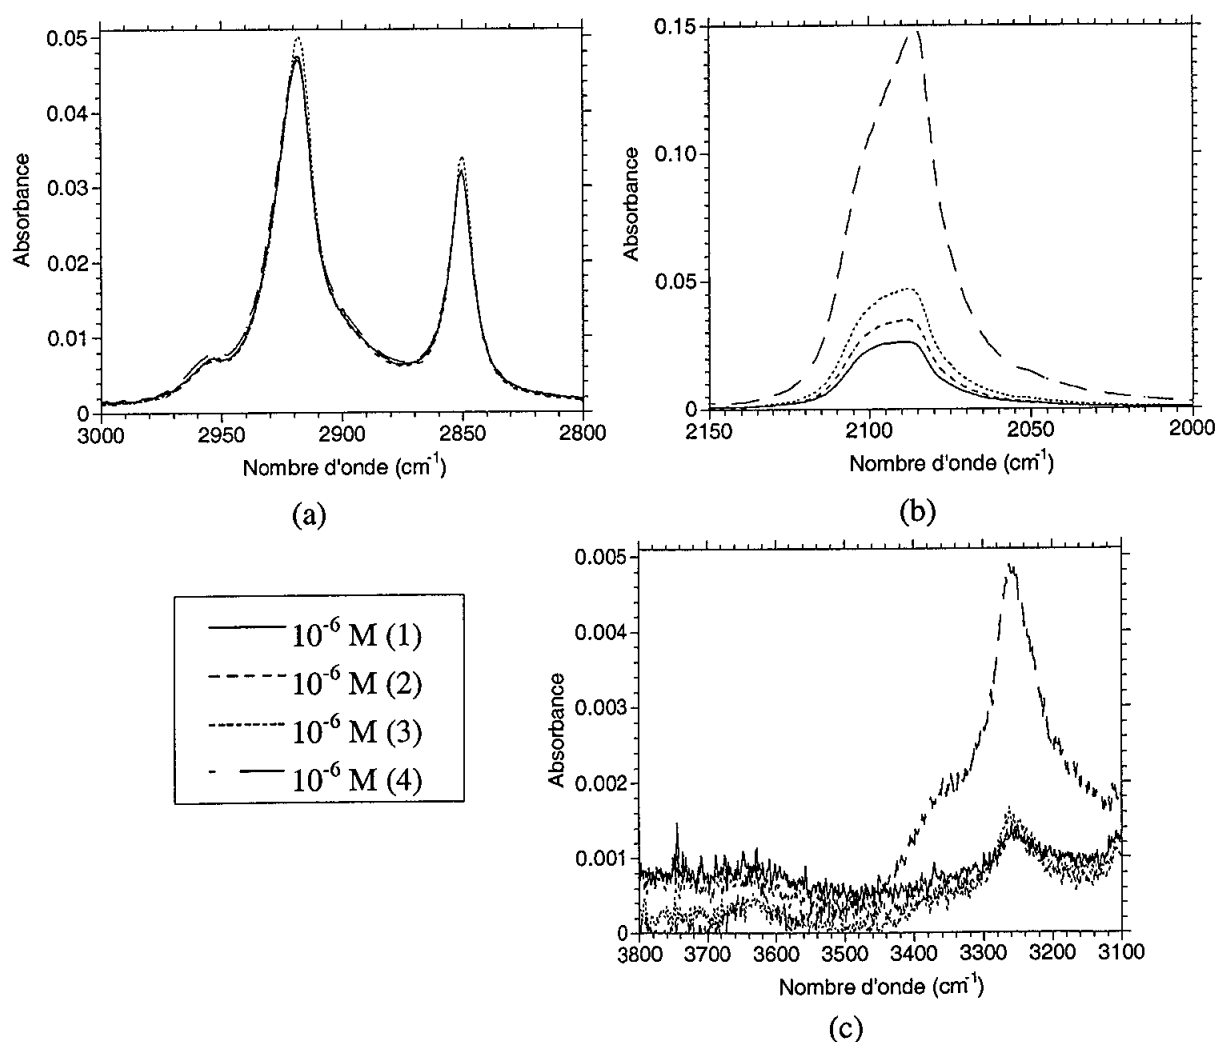 0.05
0.04
0.03
0.02
0.01
0
Absorbance
3000
2950
2900
2850
2800
Nombre d'onde (cm⁻¹)
(a)
0.15
0.10
0.05
0
Absorbance
2150
2100
2050
2000
Nombre d'onde (cm⁻¹)
(b)
10⁻⁶ M (1)
10⁻⁶ M (2)
10⁻⁶ M (3)
10⁻⁶ M (4)
0.005
0.004
0.003
0.002
0.001
0
Absorbance
3800 3700 3600 3500 3400 3300 3200 3100
Nombre d'onde (cm⁻¹)
(c)